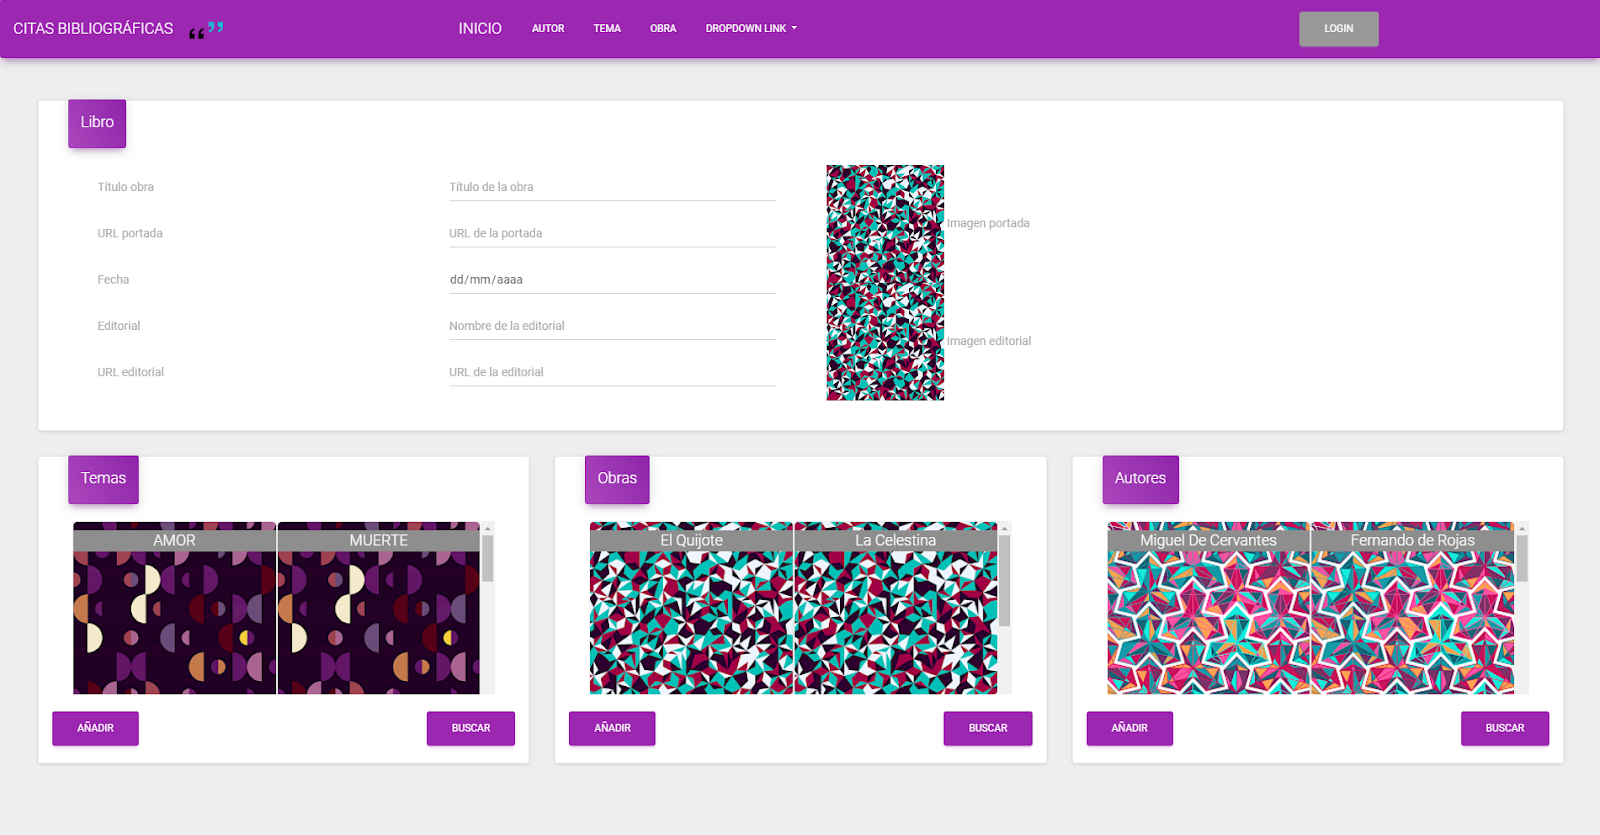 CITAS BIBLIOGRÁFICAS INICIO AUTOR TEMA OBRA DROPDOWN LINK LOGIN
Libro
Título obra Título de la obra
Imagen portada
URL portada URL de la portada
Fecha dd/mm/aaaa
Editorial Nombre de la editorial
Imagen editorial
URL editorial URL de la editorial
Temas
AMOR MUERTE
AÑADIR BUSCAR
Obras
El Quijote La Celestina
AÑADIR BUSCAR
Autores
Miguel De Cervantes Fernando de Rojas
AÑADIR BUSCAR